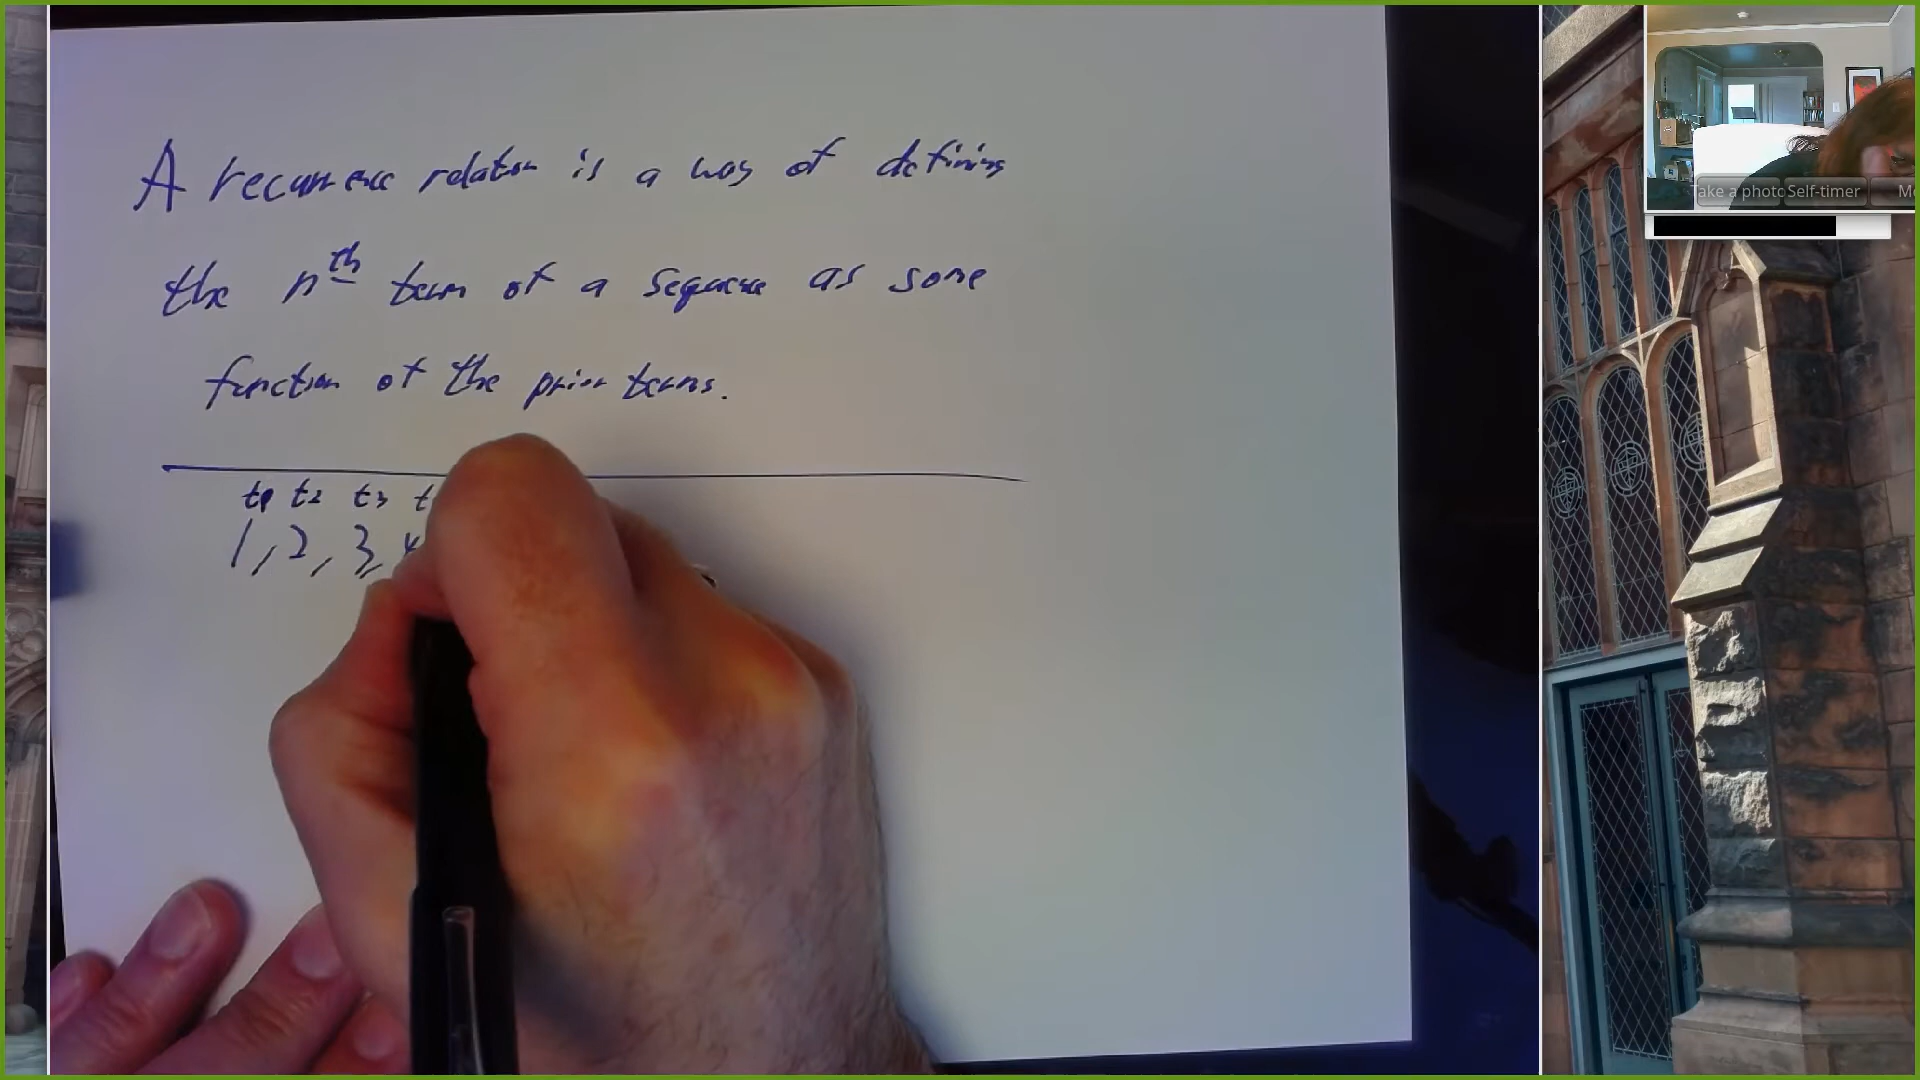 A recurrence relation is a way of defining
the nth term of a sequence as some
function of the prior terms.
t1 t2 t3 t
1, 2, 3, 4
Take a photo Self-timer